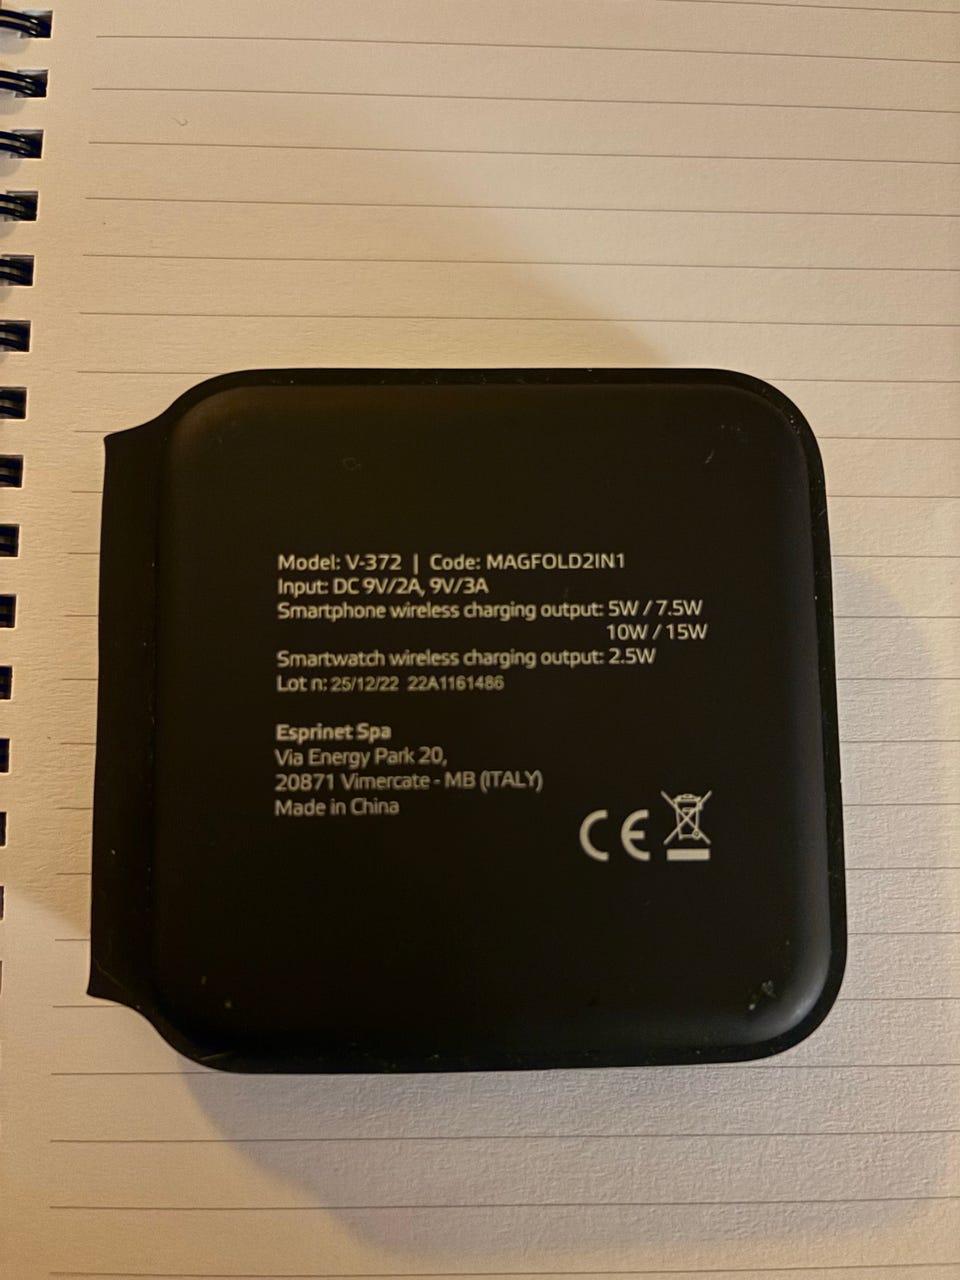 Model: V-372 | Code: MAGFOLD2IN1
Input: DC 9V/2A, 9V/3A
Smartphone wireless charging output: 5W / 7.5W
10W / 15W
Smartwatch wireless charging output: 2.5W
Lot n: 25/12/22 22A1161486
Esprinet Spa
Via Energy Park 20,
20871 Vimercate - MB (ITALY)
Made in China
CE